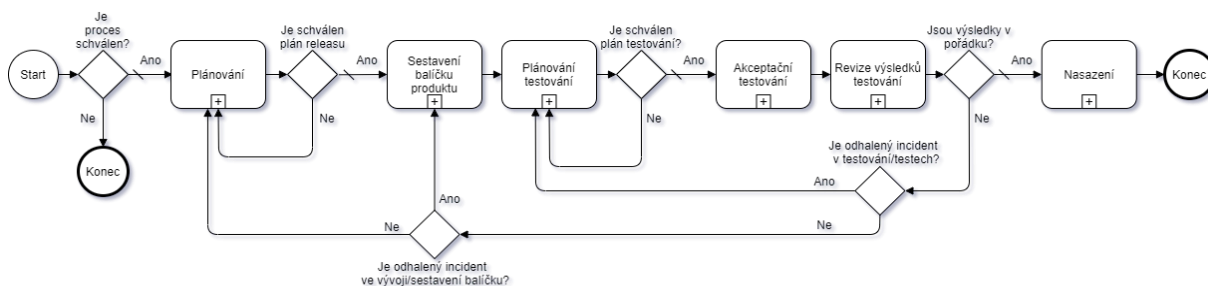 Je
proces
schválen?
Start
Ano
Ne
Konec
Plánování
Je schválen
plán releasu
Ano
Ne
Sestavení
balíčku
produktu
Plánování
testování
Je schválen
plán testování?
Ano
Ne
Akceptační
testování
Revize výsledků
testování
Jsou výsledky v
pořádku?
Ano
Ne
Nasazení
Konec
Je odhalený incident
v testování/testech?
Ano
Ne
Ano
Ne
Je odhalený incident
ve vývoji/sestavení balíčku?